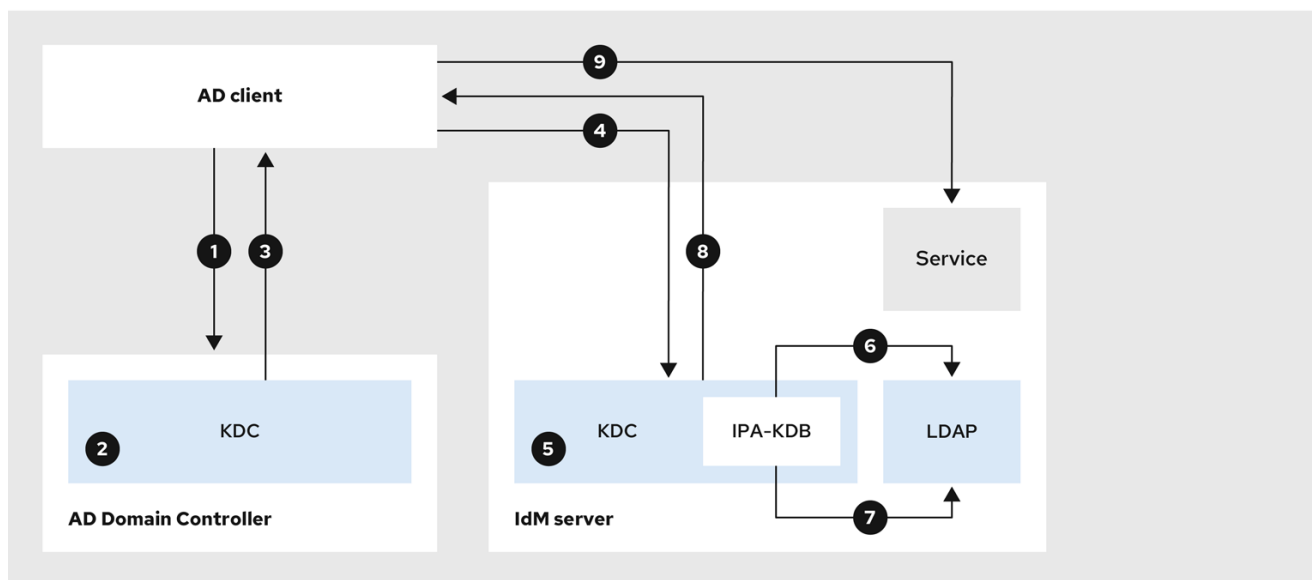 9
AD client
4
1
3
8
Service
6
KDC
2
KDC
5
IPA-KDB
LDAP
AD Domain Controller
IdM server
7